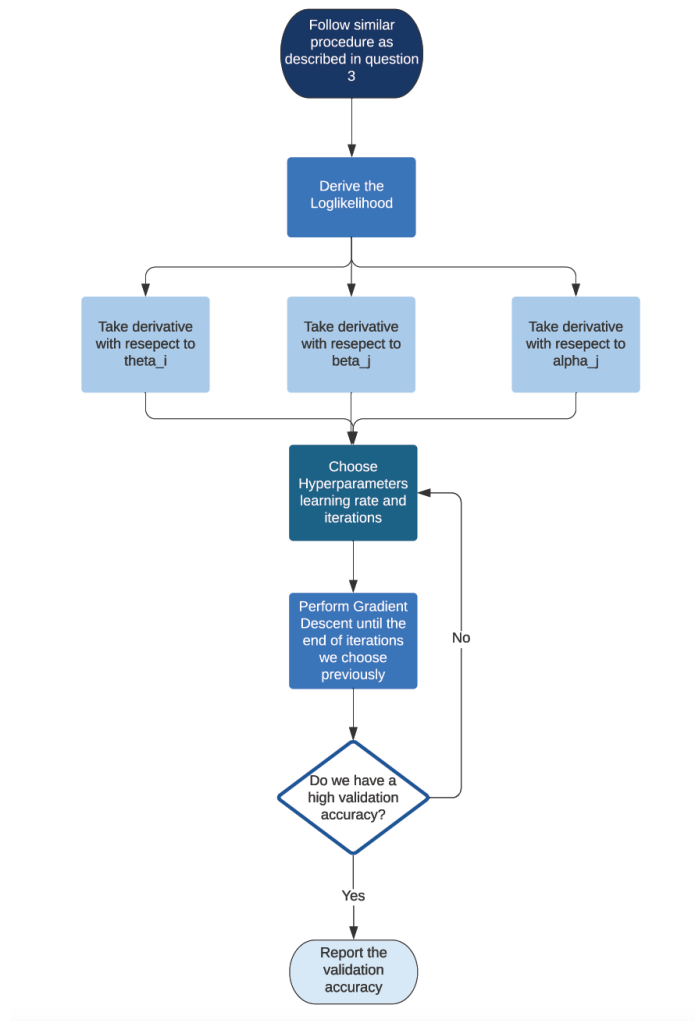 Follow similar
procedure as
described in question
3
Derive the
Loglikelihood
Take derivative
with resepect to
theta_i
Take derivative
with resepect to
beta_j
Take derivative
with resepect to
alpha_j
Choose
Hyperparameters
learning rate and
iterations
Perform Gradient
Descent until the
end of iterations
we choose
previously
No
Do we have a
high validation
accuracy?
Yes
Report the
validation
accuracy